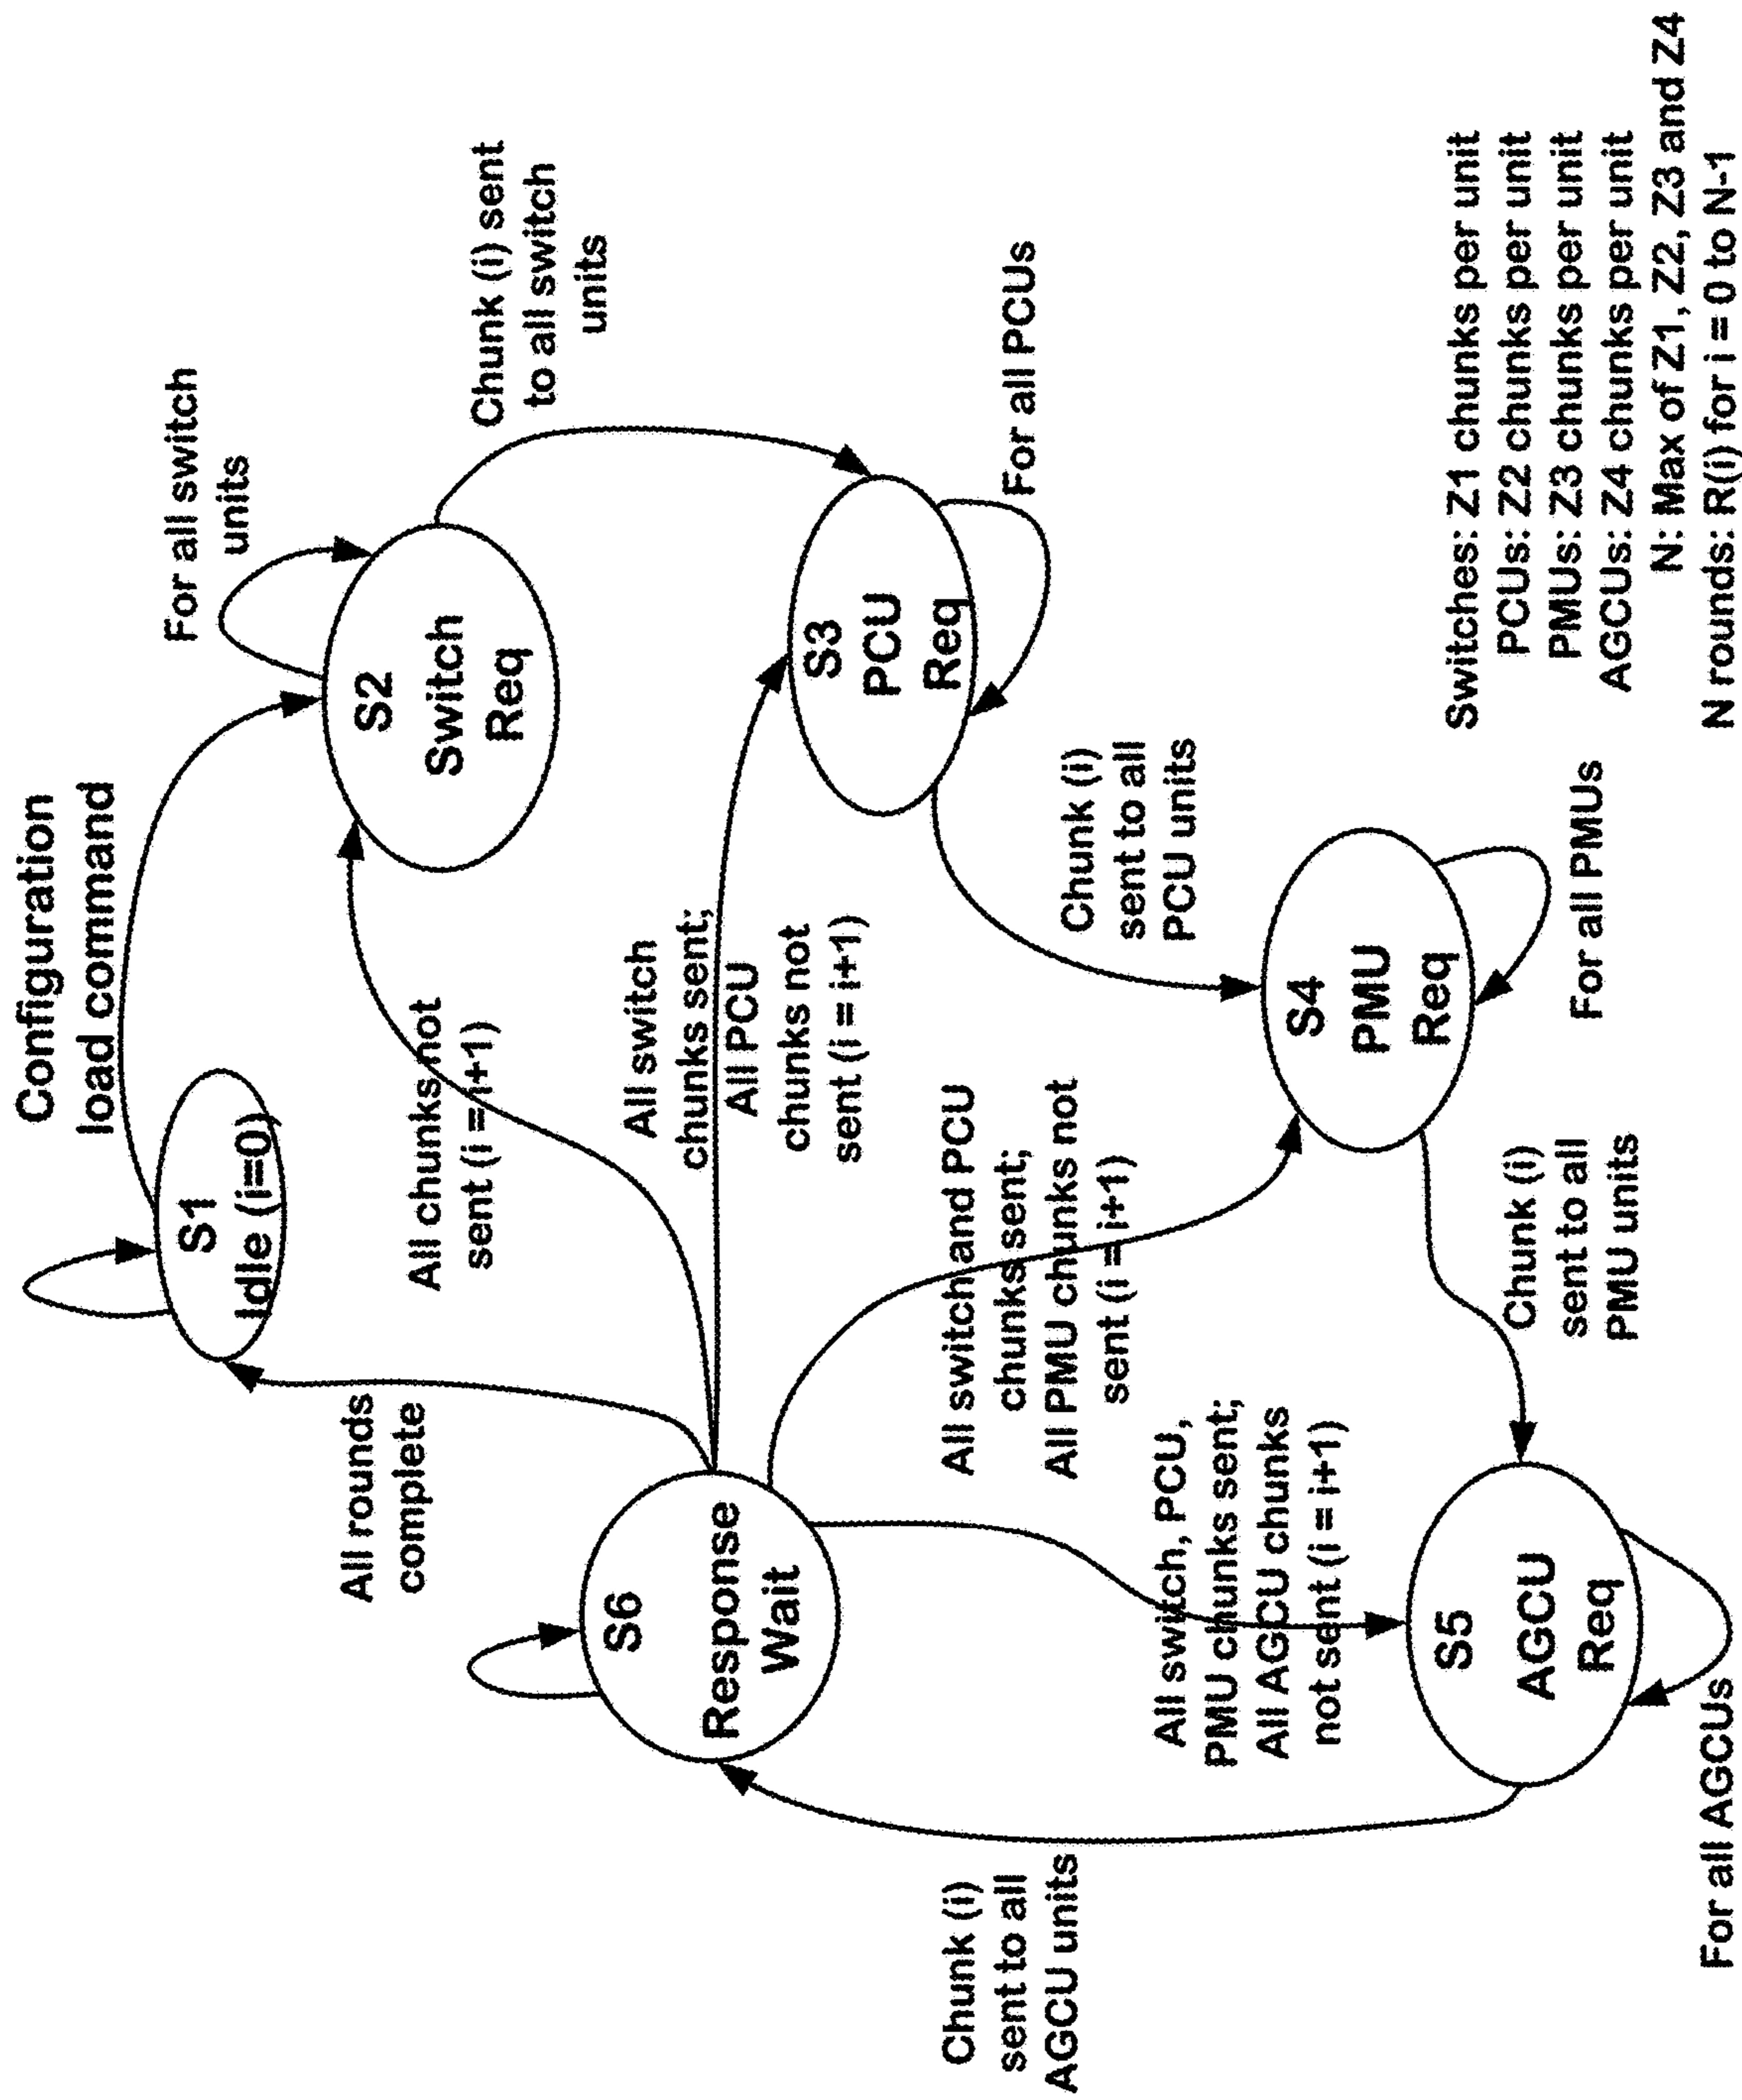 Configuration
load command
S1
Idle (i=0)
For all switch
units
S2
Switch
Req
Chunk (i) sent
to all switch
units
All rounds
complete
All chunks not
sent (i = i+1)
All switch
chunks sent;
All PCU
chunks not
sent (i = i+1)
S3
PCU
Req
For all PCUs
S6
Response
Wait
All switch and PCU
chunks sent;
All PMU chunks not
sent (i = i+1)
Chunk (i)
sent to all
PCU units
S4
PMU
Req
For all PMUs
All switch, PCU,
PMU chunks sent;
All AGCU chunks
not sent (i = i+1)
Chunk (i)
sent to all
PMU units
S5
AGCU
Req
For all AGCUs
Chunk (i)
sent to all
AGCU units
Switches: Z1 chunks per unit
PCUs: Z2 chunks per unit
PMUs: Z3 chunks per unit
AGCUs: Z4 chunks per unit
N: Max of Z1, Z2, Z3 and Z4
N rounds: R(i) for i = 0 to N-1